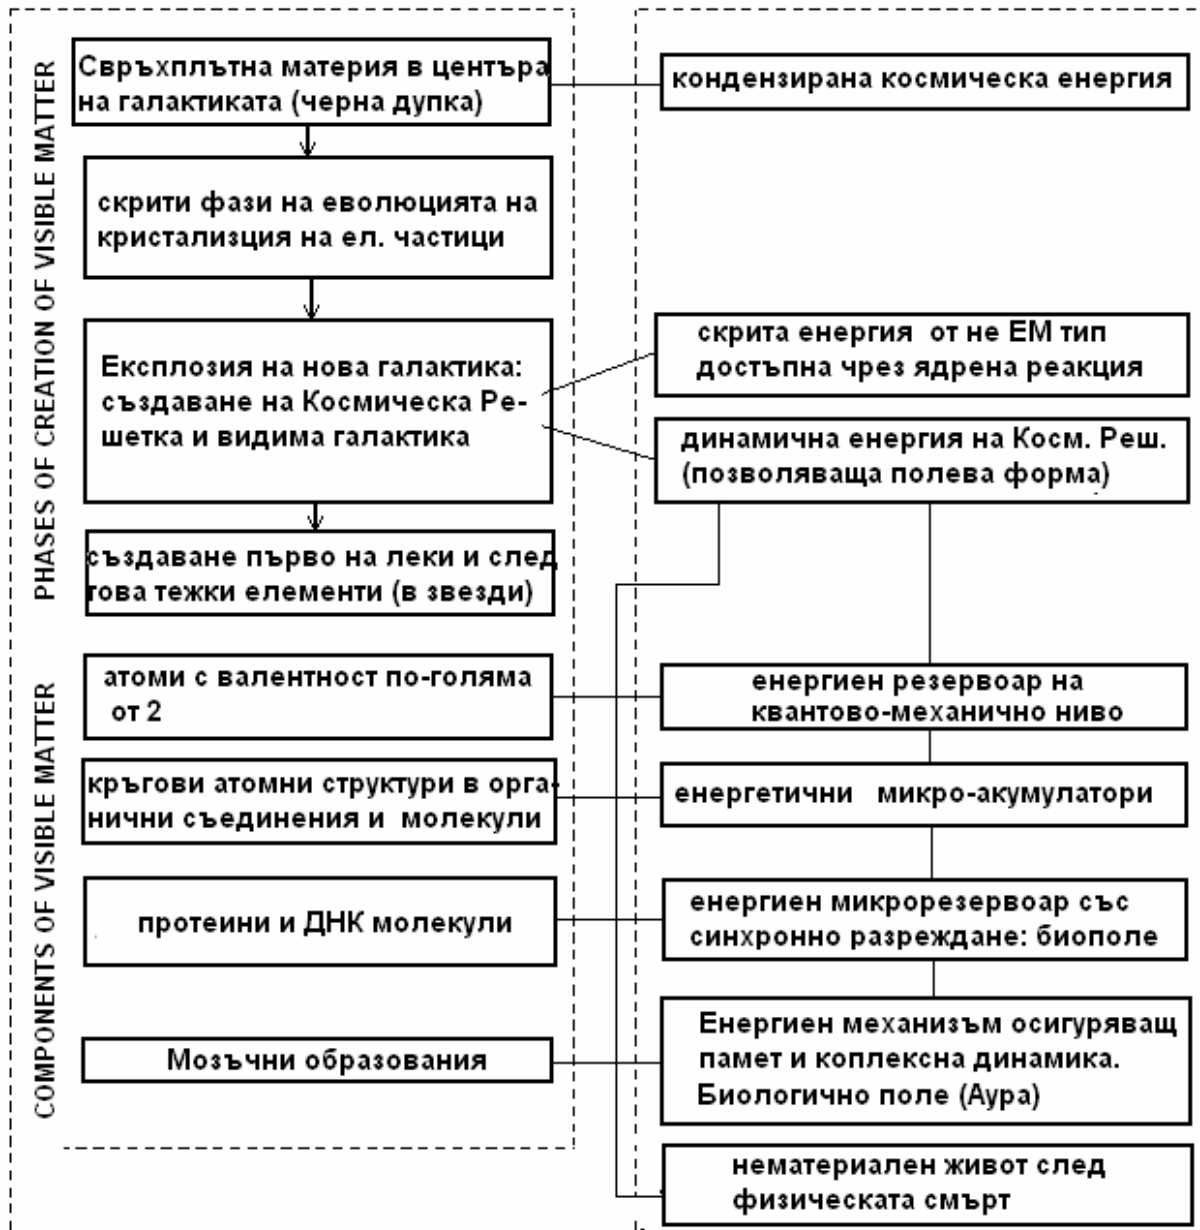 PHASES OF CREATION OF VISIBLE MATTER
Свръхплътна материя в центъра
на галактиката (черна дупка)
кондензирана космическа енергия
скрити фази на еволюцията на
кристализция на ел. частици
Експлозия на нова галактика:
създаване на Космическа Ре-
шетка и видима галактика
скрита енергия от не ЕМ тип
достъпна чрез ядрена реакция
динамична енергия на Косм. Реш.
(позволяваща полева форма)
създаване първо на леки и след
това тежки елементи (в звезди)
COMPONENTS OF VISIBLE MATTER
атоми с валентност по-голяма
от 2
енергиен резервоар на
квантово-механично ниво
кръгови атомни структури в орга-
нични съединения и молекули
енергетични микро-акумулатори
протеини и ДНК молекули
енергиен микрорезервоар със
синхронно разреждане: биополе
Мозъчни образования
Енергиен механизъм осигуряващ
памет и коплексна динамика.
Биологично поле (Аура)
нематериален живот след
физическата смърт